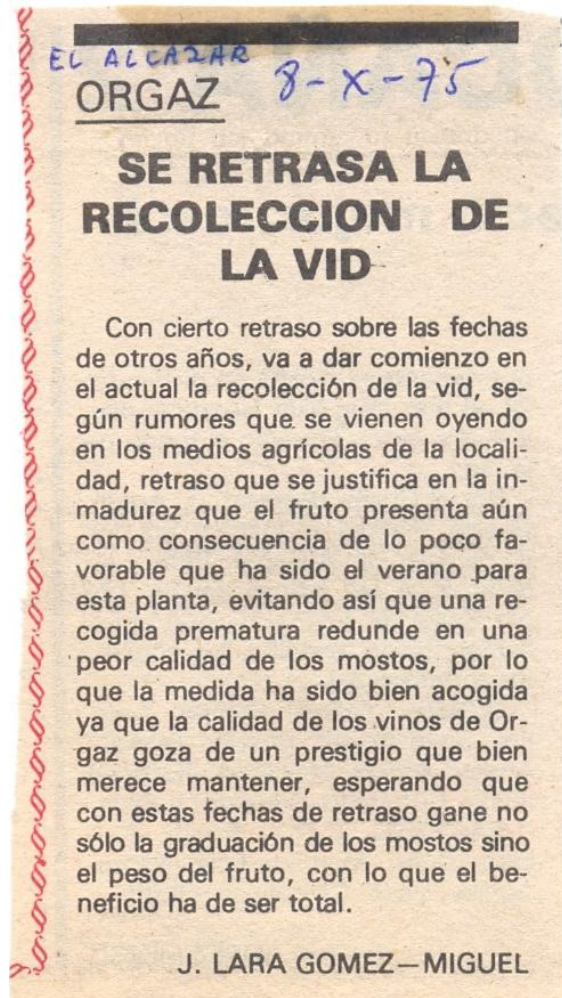 EL ALCAZAR
8-X-75
ORGAZ
SE RETRASA LA
RECOLECCION DE
LA VID
Con cierto retraso sobre las fechas
de otros años, va a dar comienzo en
el actual la recolección de la vid, se-
gún rumores que se vienen oyendo
en los medios agrícolas de la locali-
dad, retraso que se justifica en la in-
madurez que el fruto presenta aún
como consecuencia de lo poco fa-
vorable que ha sido el verano para
esta planta, evitando así que una re-
cogida prematura redunde en una
peor calidad de los mostos, por lo
que la medida ha sido bien acogida
ya que la calidad de los vinos de Or-
gaz goza de un prestigio que bien
merece mantener, esperando que
con estas fechas de retraso gane no
sólo la graduación de los mostos sino
el peso del fruto, con lo que el be-
neficio ha de ser total.
J. LARA GOMEZ—MIGUEL